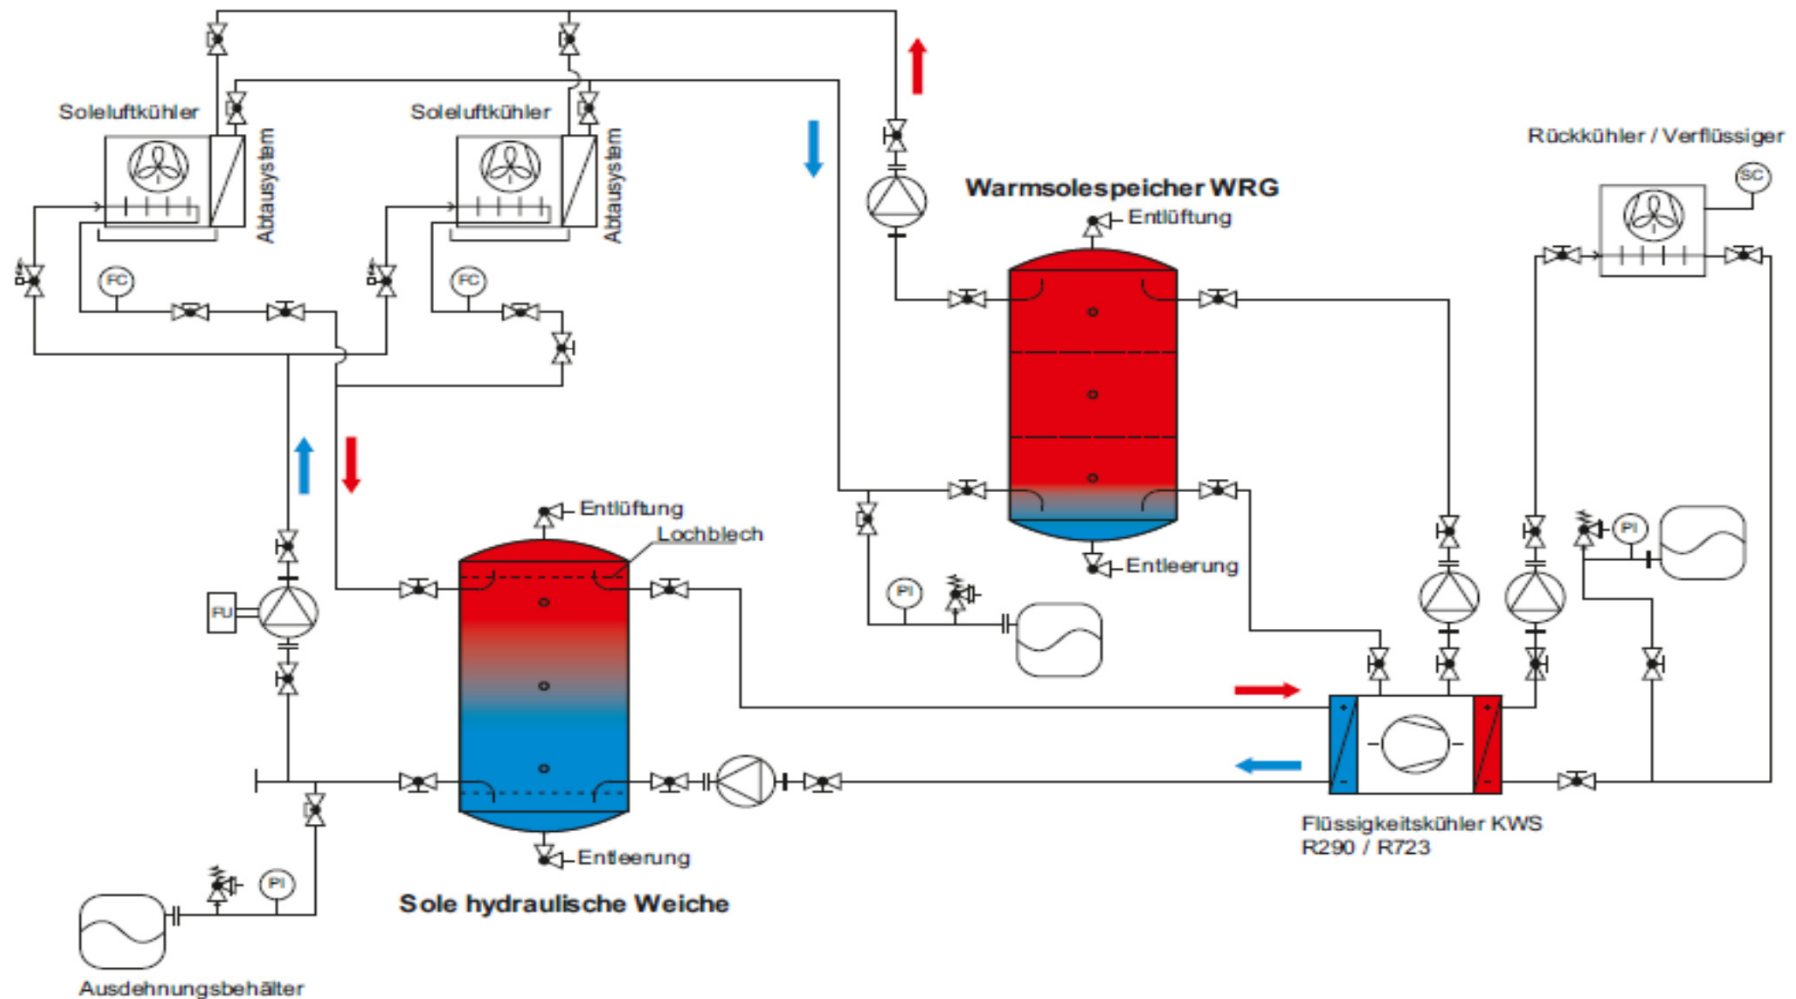 Soleluftkühler
Soleluftkühler
Abtausystem
Abtausystem
Rückkühler / Verflüssiger
SC
Warmsolespeicher WRG
Entlüftung
FC
FC
Entlüftung
Lochblech
PI
Entleerung
PI
FU
Flüssigkeitskühler KWS
R290 / R723
Entleerung
PI
Sole hydraulische Weiche
Ausdehnungsbehälter